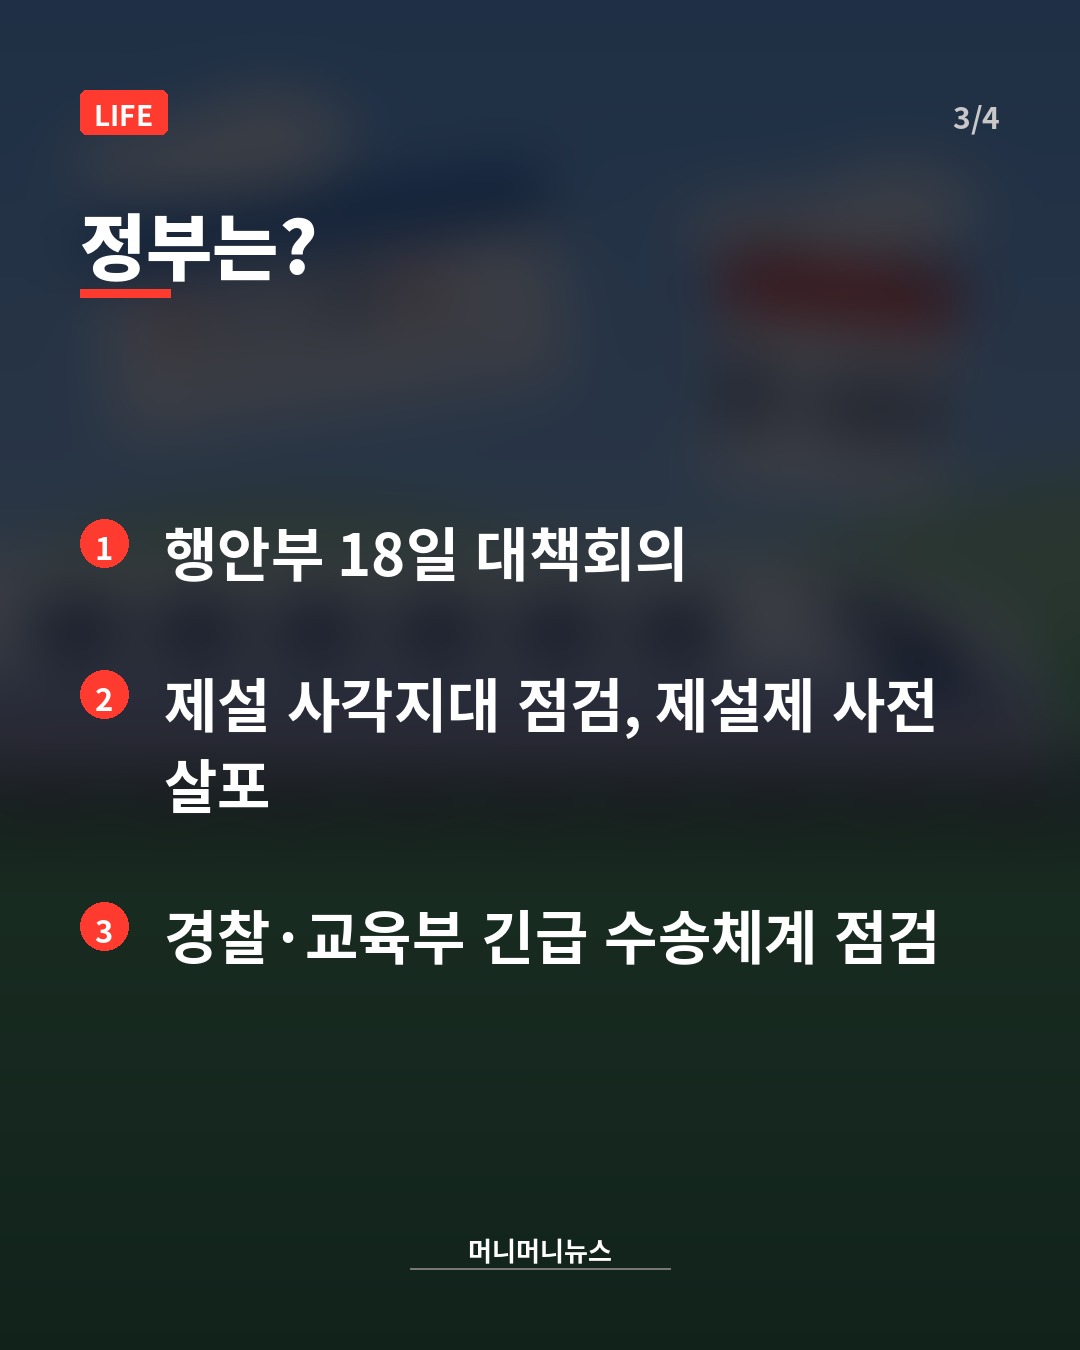 LIFE
3/4
정부는?
1 행안부 18일 대책회의
2 제설 사각지대 점검, 제설제 사전
살포
3 경찰·교육부 긴급 수송체계 점검
머니머니뉴스